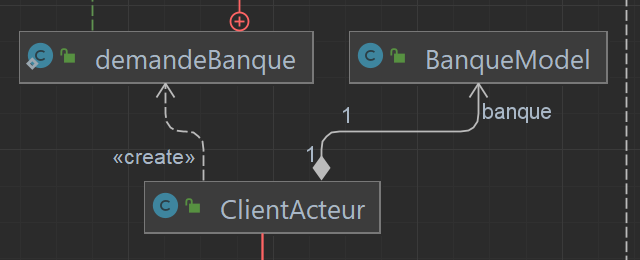 demandeBanque
BanqueModel
1
banque
«create»
1
ClientActeur